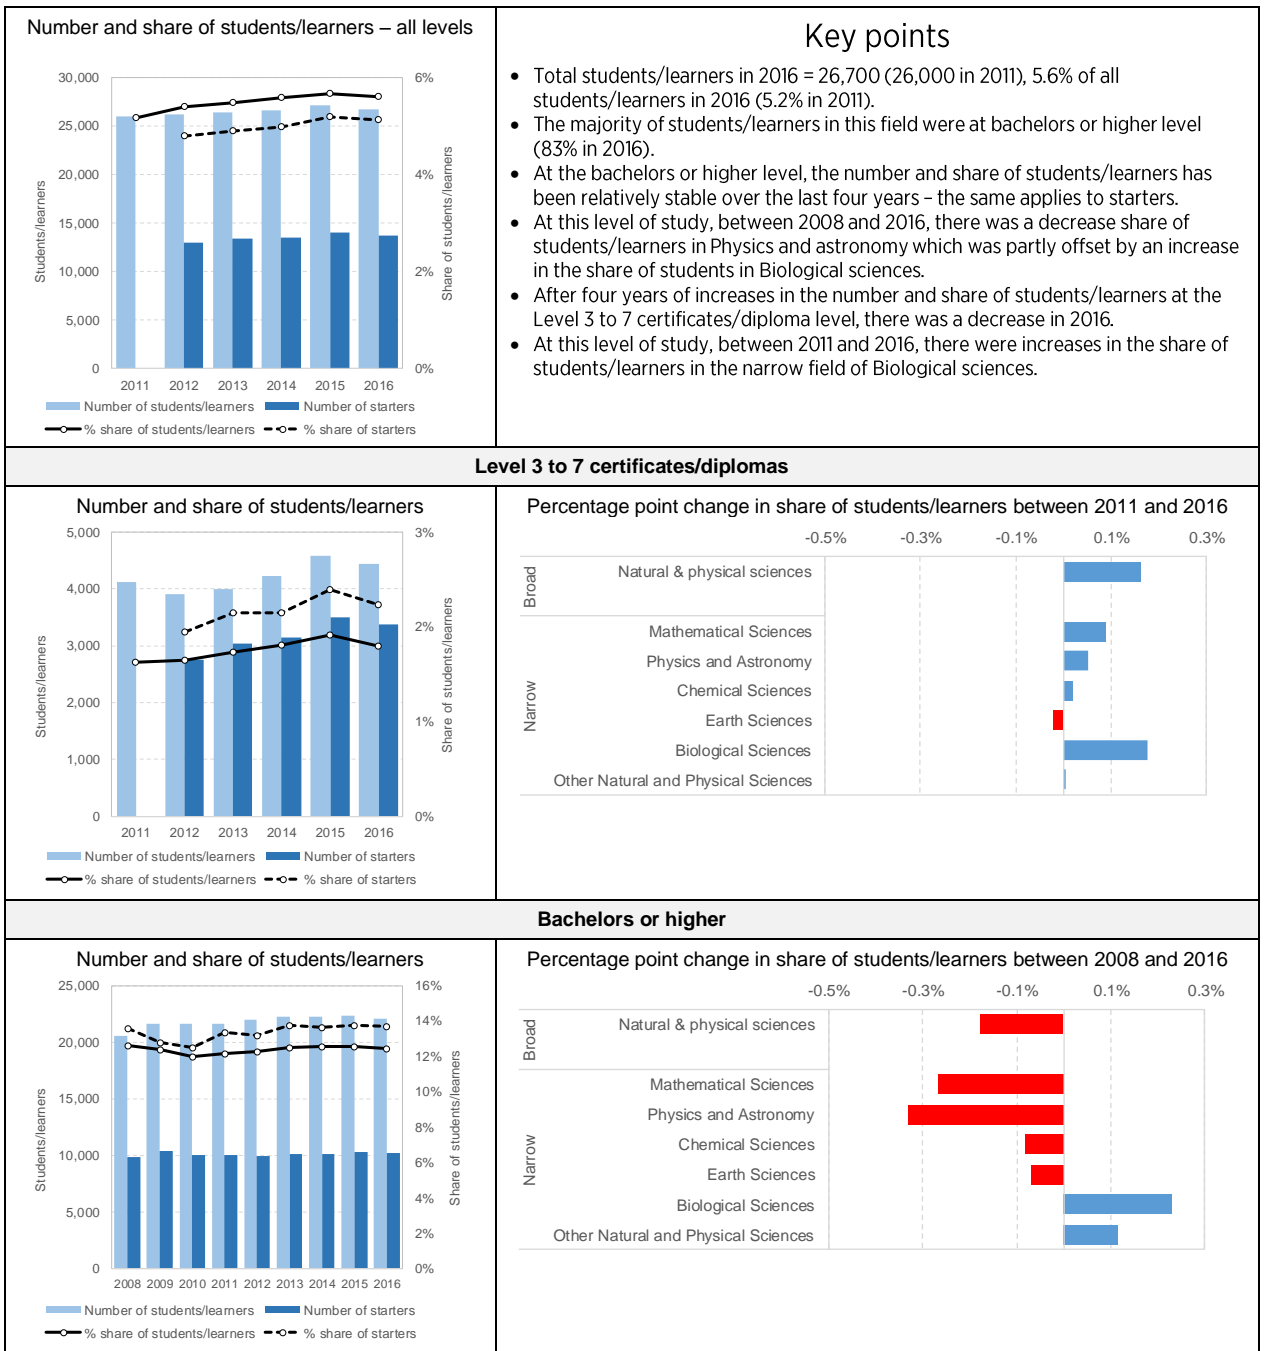 Number and share of students/learners – all levels
30,000
25,000
20,000
15,000
10,000
5,000
0
Students/learners
6%
4%
2%
0%
Share of students/learners
2011 2012 2013 2014 2015 2016
Number of students/learners Number of starters
% share of students/learners % share of starters
Key points
• Total students/learners in 2016 = 26,700 (26,000 in 2011), 5.6% of all
students/learners in 2016 (5.2% in 2011).
• The majority of students/learners in this field were at bachelors or higher level
(83% in 2016).
• At the bachelors or higher level, the number and share of students/learners has
been relatively stable over the last four years – the same applies to starters.
• At this level of study, between 2008 and 2016, there was a decrease share of
students/learners in Physics and astronomy which was partly offset by an increase
in the share of students in Biological sciences.
• After four years of increases in the number and share of students/learners at the
Level 3 to 7 certificates/diploma level, there was a decrease in 2016.
• At this level of study, between 2011 and 2016, there were increases in the share of
students/learners in the narrow field of Biological sciences.
Level 3 to 7 certificates/diplomas
Number and share of students/learners
5,000
4,000
3,000
2,000
1,000
0
Students/learners
3%
2%
1%
0%
Share of students/learners
2011 2012 2013 2014 2015 2016
Number of students/learners Number of starters
% share of students/learners % share of starters
Percentage point change in share of students/learners between 2011 and 2016
-0.5% -0.3% -0.1% 0.1% 0.3%
Broad
Natural & physical sciences
Narrow
Mathematical Sciences
Physics and Astronomy
Chemical Sciences
Earth Sciences
Biological Sciences
Other Natural and Physical Sciences
Bachelors or higher
Number and share of students/learners
25,000
20,000
15,000
10,000
5,000
0
Students/learners
16%
14%
12%
10%
8%
6%
4%
2%
0%
Share of students/learners
2008 2009 2010 2011 2012 2013 2014 2015 2016
Number of students/learners Number of starters
% share of students/learners % share of starters
Percentage point change in share of students/learners between 2008 and 2016
-0.5% -0.3% -0.1% 0.1% 0.3%
Broad
Natural & physical sciences
Narrow
Mathematical Sciences
Physics and Astronomy
Chemical Sciences
Earth Sciences
Biological Sciences
Other Natural and Physical Sciences